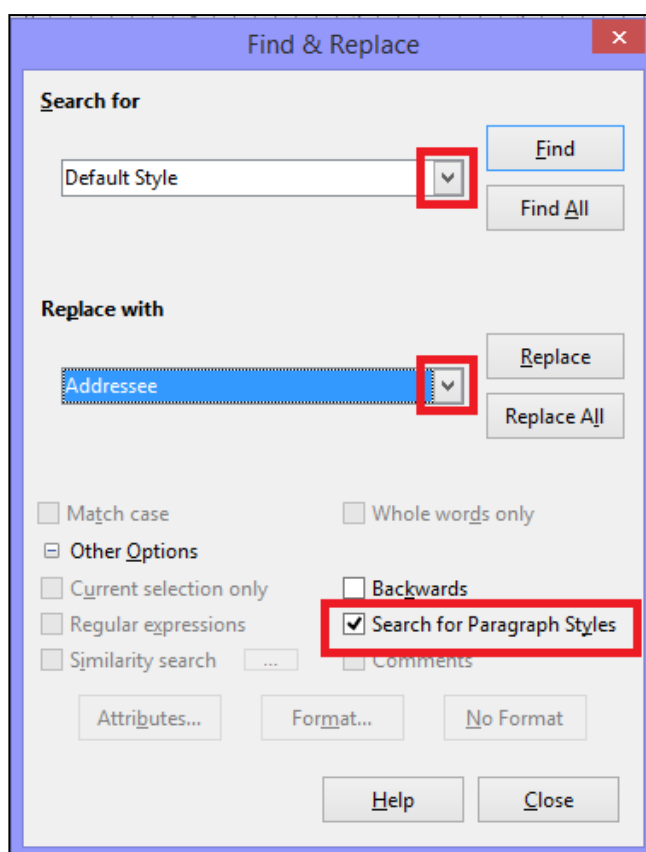 Find & Replace
Search for
Default Style
Find
Find All
Replace with
Addressee
Replace
Replace All
Match case
Whole words only
Other Options
Current selection only
Backwards
Regular expressions
Search for Paragraph Styles
Similarity search
...
Comments
Attributes...
Format...
No Format
Help
Close